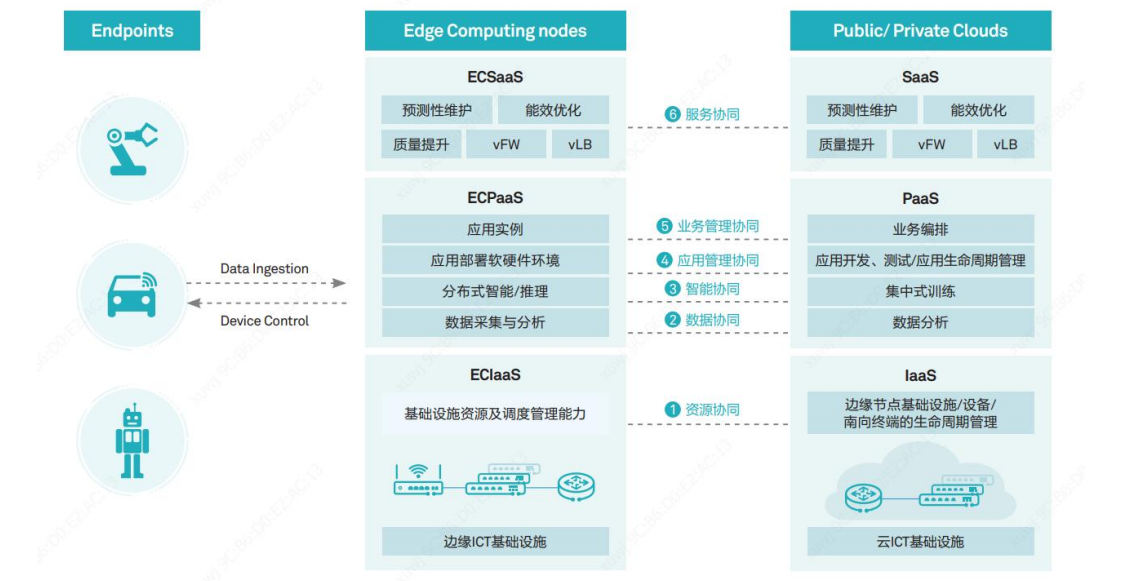 Endpoints
Edge Computing nodes
Public/ Private Clouds
Data Ingestion
Device Control
ECSaaS
预测性维护
能效优化
质量提升
vFW
vLB
ECPaaS
应用实例
应用部署软硬件环境
分布式智能/推理
数据采集与分析
ECIaaS
基础设施资源及调度管理能力
边缘ICT基础设施
6 服务协同
5 业务管理协同
4 应用管理协同
3 智能协同
2 数据协同
1 资源协同
SaaS
预测性维护
能效优化
质量提升
vFW
vLB
PaaS
业务编排
应用开发、测试/应用生命周期管理
集中式训练
数据分析
IaaS
边缘节点基础设施/设备/
南向终端的生命周期管理
云ICT基础设施